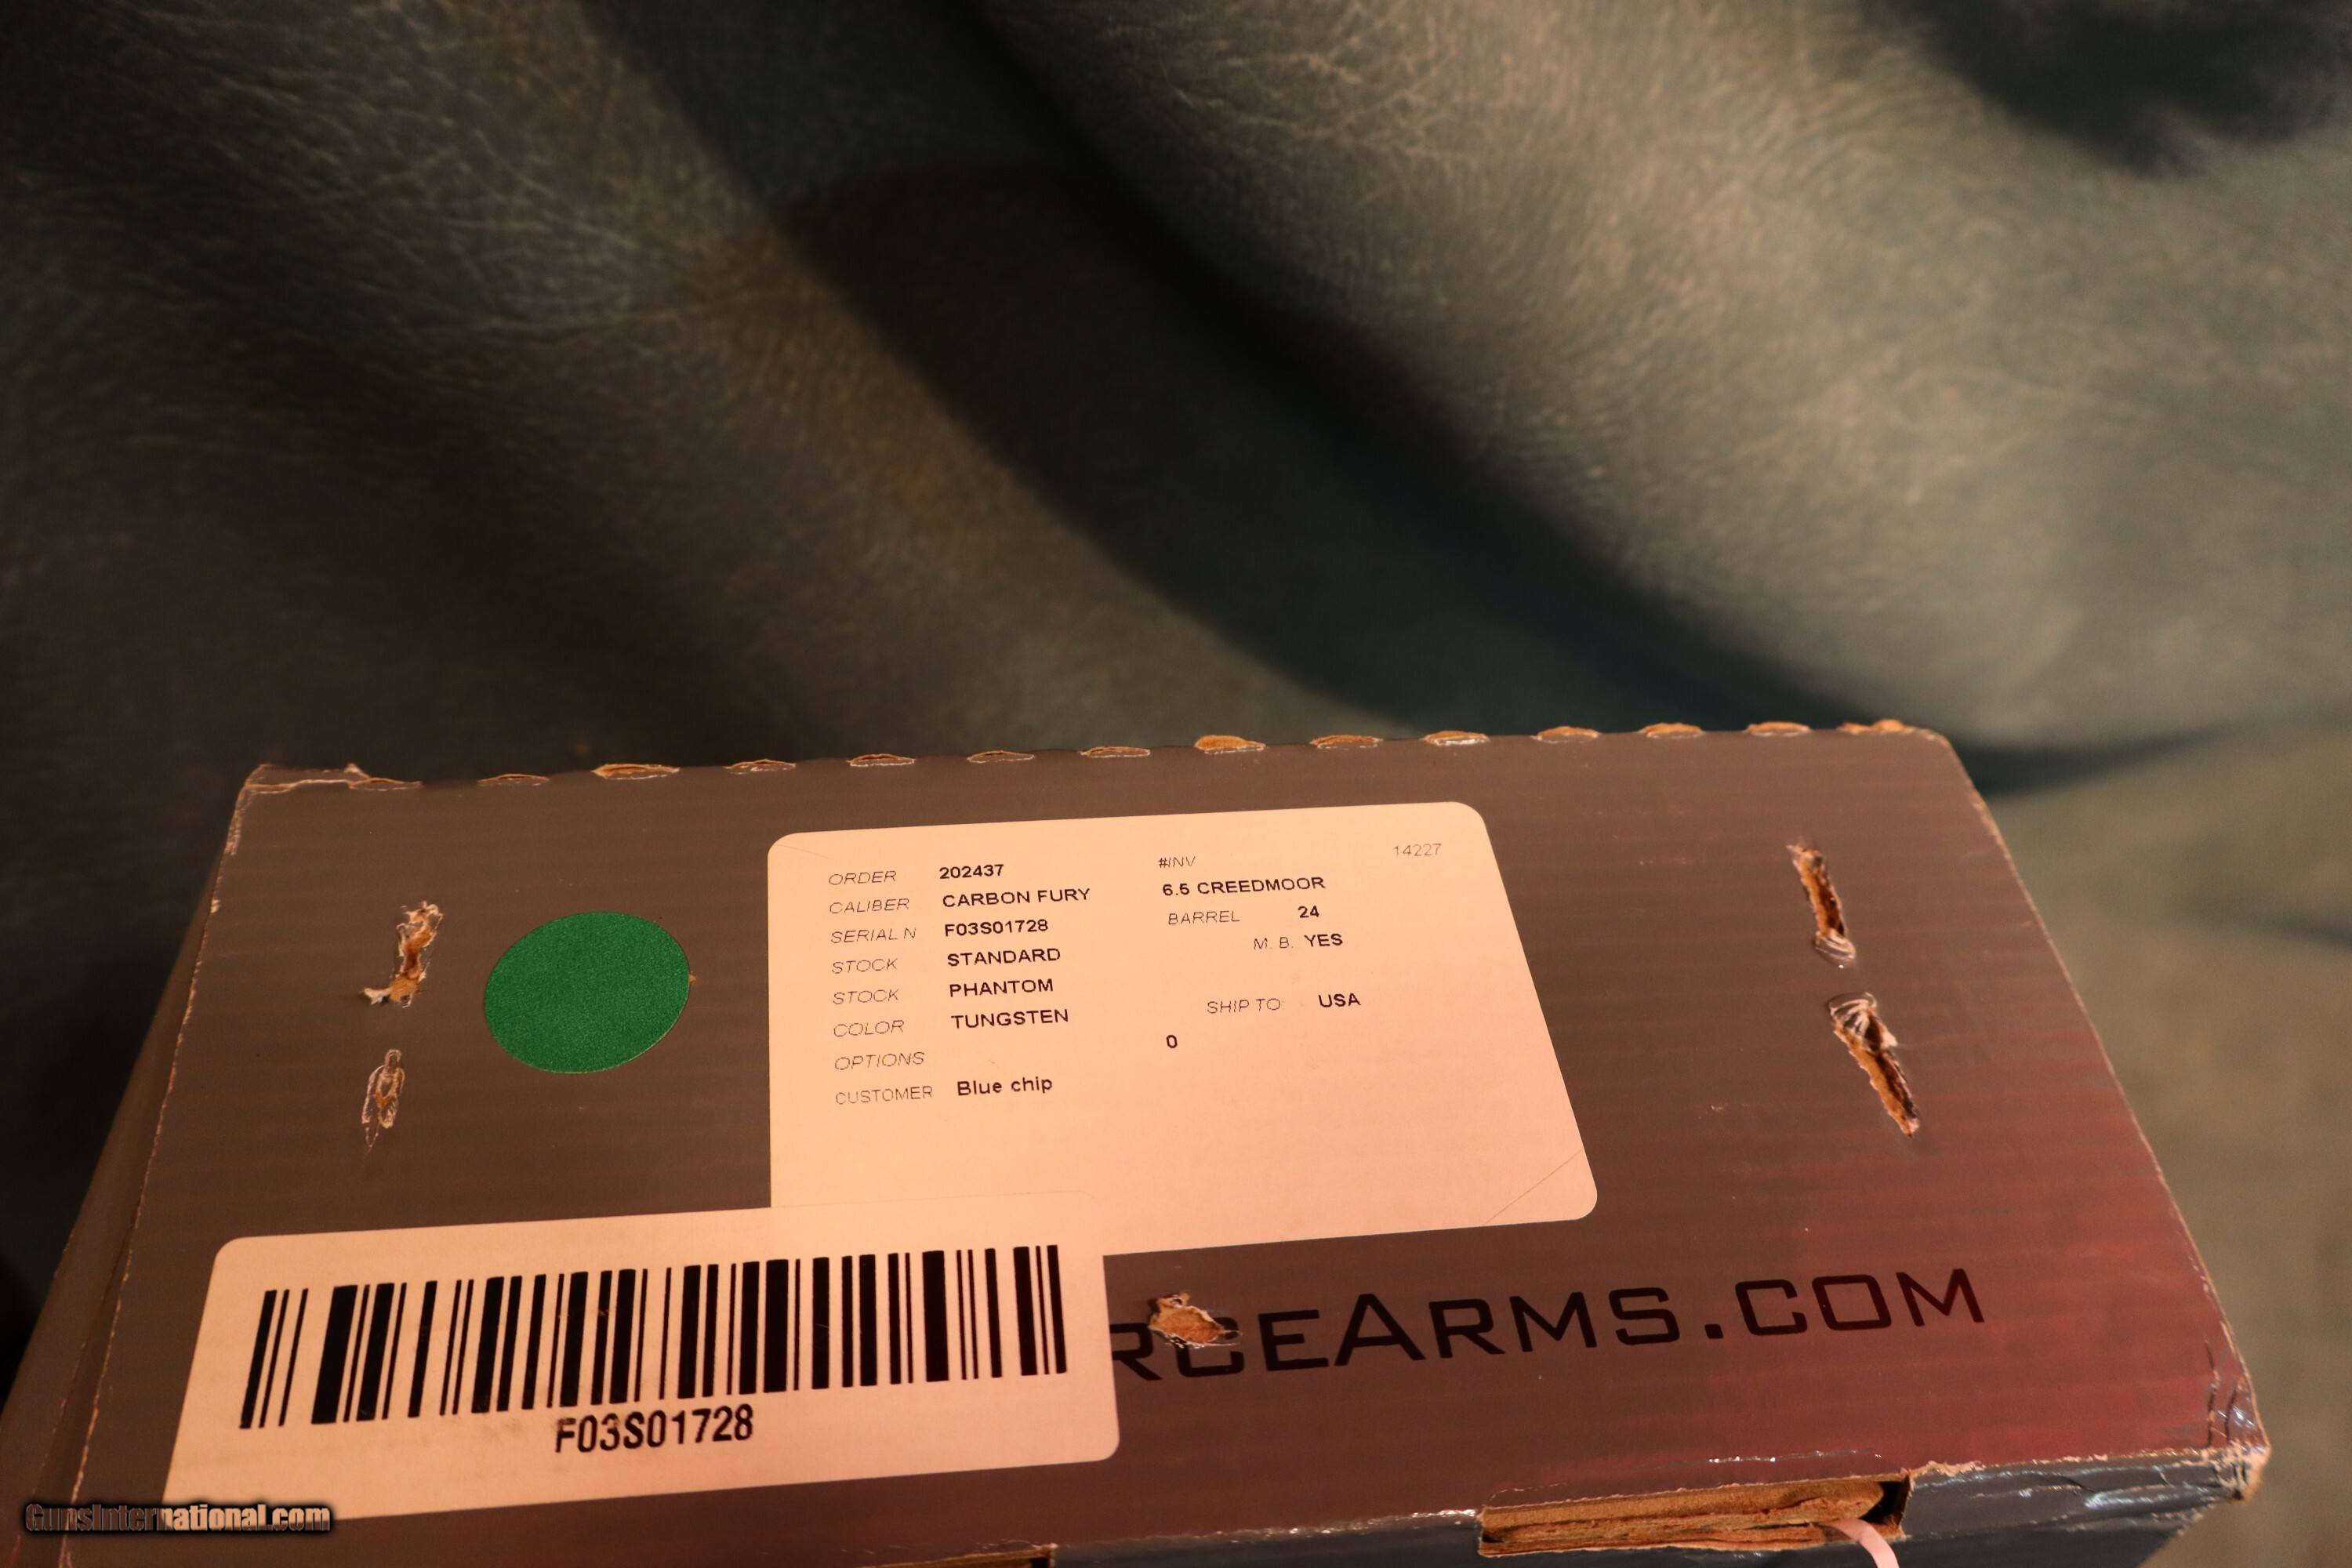 ORDER 202437 #INV 14227
CALIBER CARBON FURY 6.5 CREEDMOOR
SERIAL N F03S01728 BARREL 24
STOCK STANDARD M. B. YES
STOCK PHANTOM
COLOR TUNGSTEN SHIP TO: USA
OPTIONS 0
CUSTOMER Blue chip
RCEARMS.COM
F03S01728
GunsInternational.com